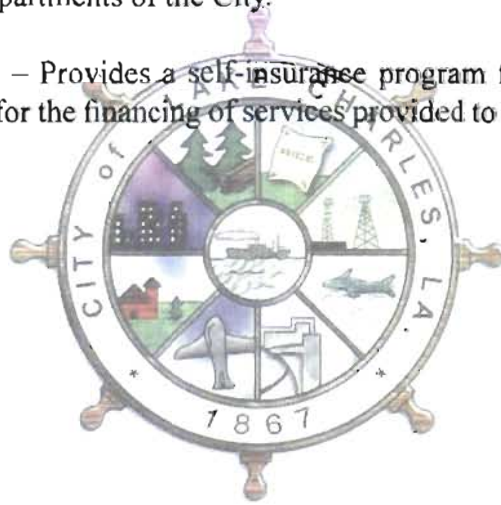 partments of the City.
– Provides a self-insurance program f
for the financing of services provided to
CITY of LAKE CHARLES, LA
RICE
* 1867 *